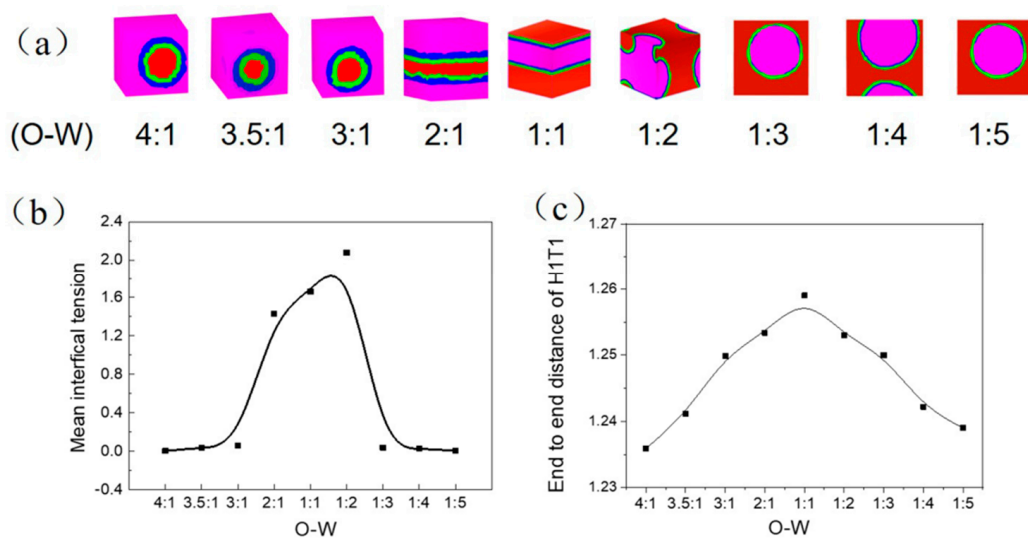 (a)
(O-W) 4:1 3.5:1 3:1 2:1 1:1 1:2 1:3 1:4 1:5
(b)
Mean interfical tension
2.4
2.0
1.6
1.2
0.8
0.4
0.0
-0.4
4:1 3.5:1 3:1 2:1 1:1 1:2 1:3 1:4 1:5
O-W
(c)
End to end distance of H1T1
1.27
1.26
1.25
1.24
1.23
4:1 3.5:1 3:1 2:1 1:1 1:2 1:3 1:4 1:5
O-W